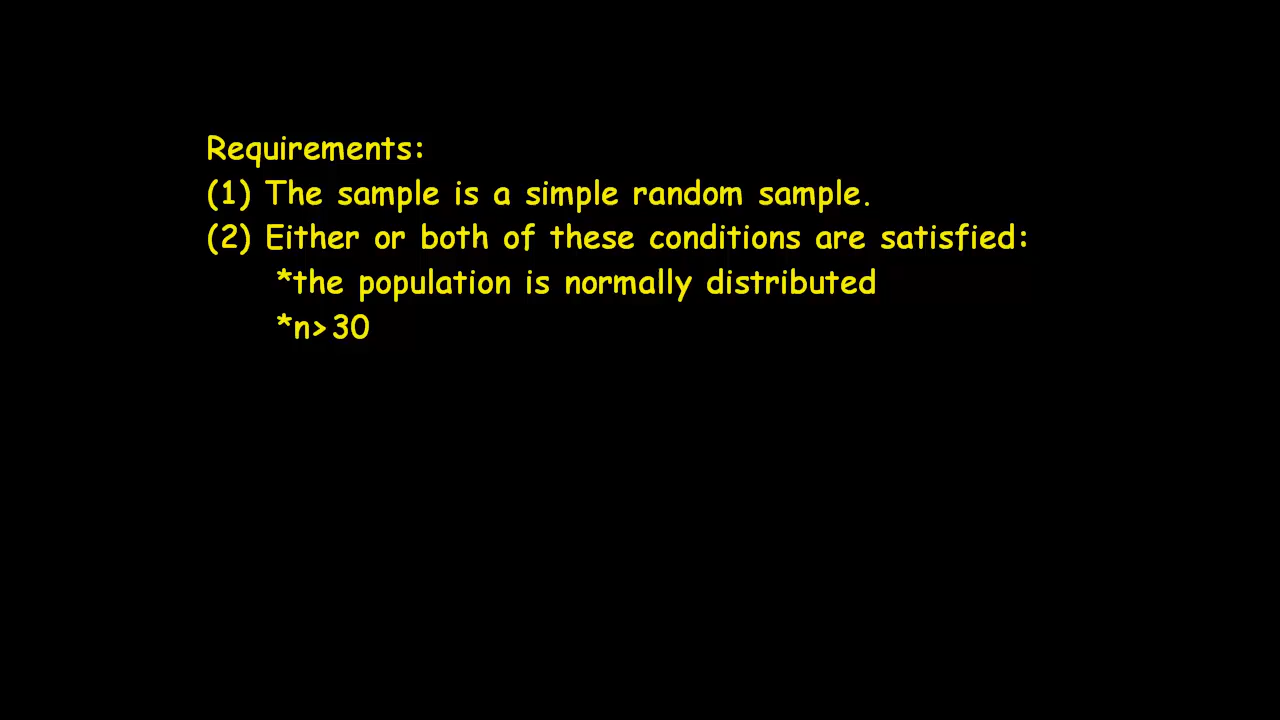 Requirements:
(1) The sample is a simple random sample.
(2) Either or both of these conditions are satisfied:
*the population is normally distributed
*n>30